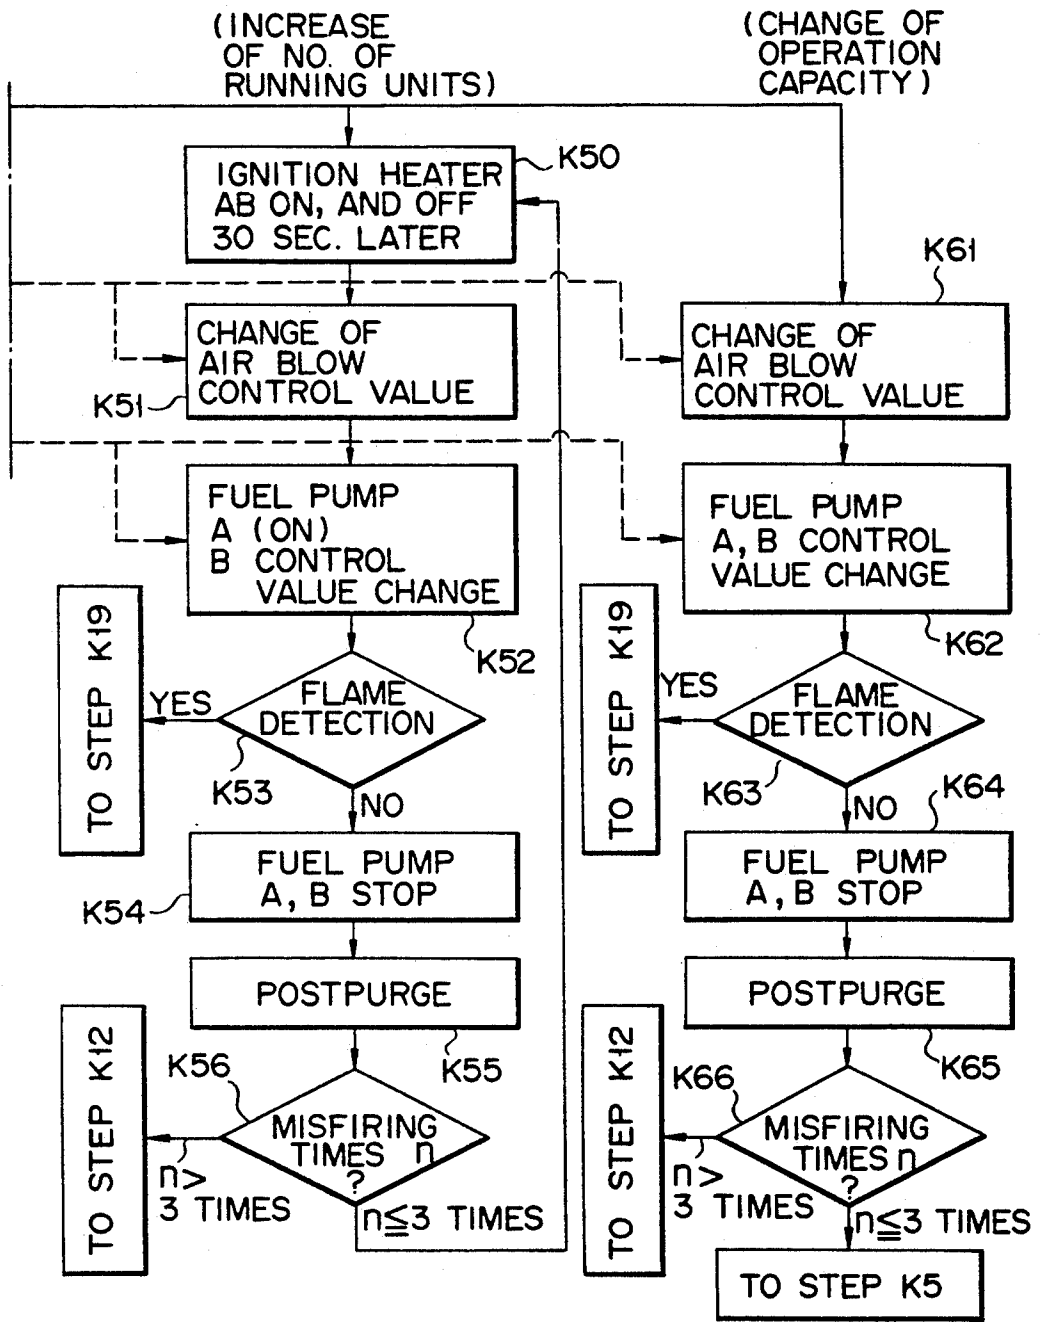 (INCREASE
OF NO. OF
RUNNING UNITS)
(CHANGE OF
OPERATION
CAPACITY)
K50
IGNITION HEATER
AB ON, AND OFF
30 SEC. LATER
K61
CHANGE OF
AIR BLOW
CONTROL VALUE
K51
CHANGE OF
AIR BLOW
CONTROL VALUE
FUEL PUMP
A (ON)
B CONTROL
VALUE CHANGE
K52
FUEL PUMP
A, B CONTROL
VALUE CHANGE
K62
TO STEP K19
YES
FLAME
DETECTION
K53
NO
TO STEP K19
YES
FLAME
DETECTION
K63
NO
K64
FUEL PUMP
A, B STOP
K54
FUEL PUMP
A, B STOP
POSTPURGE
K55
POSTPURGE
K65
TO STEP K12
K56
MISFIRING
TIMES n
?
n>
3 TIMES
n≦3 TIMES
TO STEP K12
K66
MISFIRING
TIMES n
?
n>
3 TIMES
n≦3 TIMES
TO STEP K5